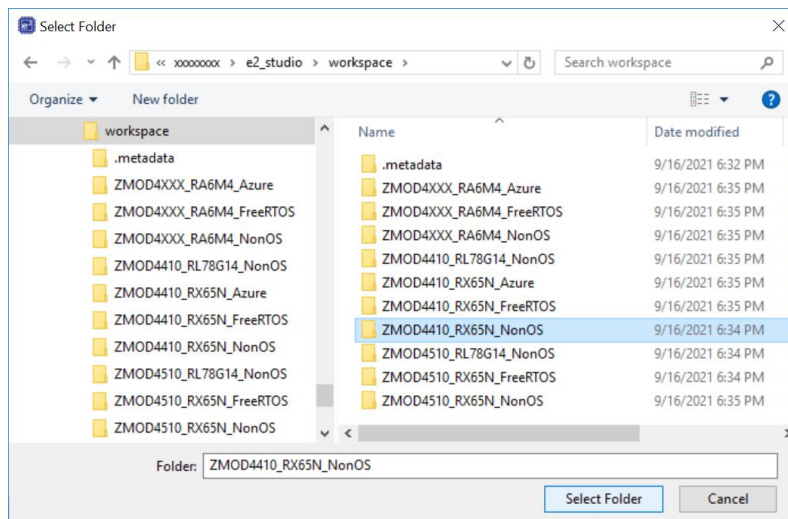 e2 Select Folder
« xxxxxxxx › e2_studio › workspace ›
Search workspace
Organize
New folder
?
workspace
.metadata
ZMOD4XXX_RA6M4_Azure
ZMOD4XXX_RA6M4_FreeRTOS
ZMOD4XXX_RA6M4_NonOS
ZMOD4410_RL78G14_NonOS
ZMOD4410_RX65N_Azure
ZMOD4410_RX65N_FreeRTOS
ZMOD4410_RX65N_NonOS
ZMOD4510_RL78G14_NonOS
ZMOD4510_RX65N_FreeRTOS
ZMOD4510_RX65N_NonOS
Name Date modified
.metadata 9/16/2021 6:32 PM
ZMOD4XXX_RA6M4_Azure 9/16/2021 6:35 PM
ZMOD4XXX_RA6M4_FreeRTOS 9/16/2021 6:35 PM
ZMOD4XXX_RA6M4_NonOS 9/16/2021 6:35 PM
ZMOD4410_RL78G14_NonOS 9/16/2021 6:35 PM
ZMOD4410_RX65N_Azure 9/16/2021 6:35 PM
ZMOD4410_RX65N_FreeRTOS 9/16/2021 6:35 PM
ZMOD4410_RX65N_NonOS 9/16/2021 6:34 PM
ZMOD4510_RL78G14_NonOS 9/16/2021 6:34 PM
ZMOD4510_RX65N_FreeRTOS 9/16/2021 6:34 PM
ZMOD4510_RX65N_NonOS 9/16/2021 6:35 PM
Folder: ZMOD4410_RX65N_NonOS
Select Folder
Cancel